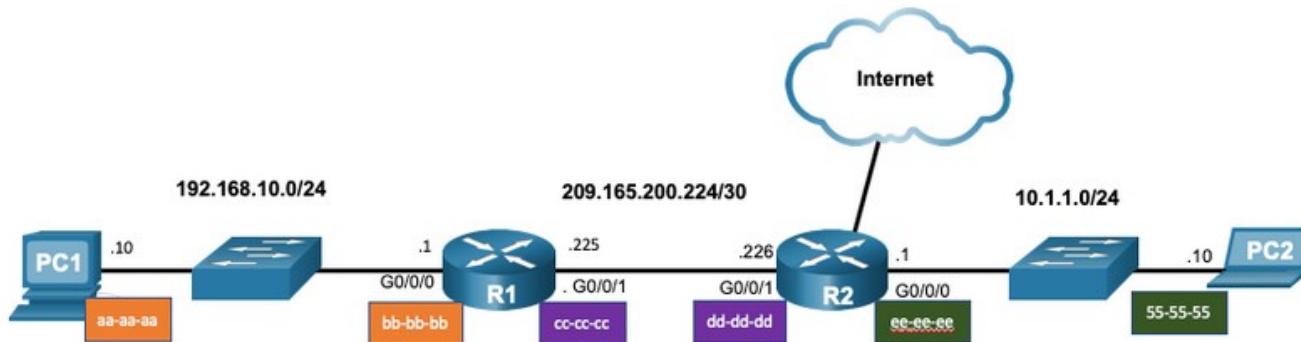 Internet
192.168.10.0/24
209.165.200.224/30
10.1.1.0/24
PC1
.10
.1
G0/0/0
R1
.225
. G0/0/1
.226
G0/0/1
R2
.1
G0/0/0
.10
PC2
aa-aa-aa
bb-bb-bb
cc-cc-cc
dd-dd-dd
ee-ee-ee
55-55-55